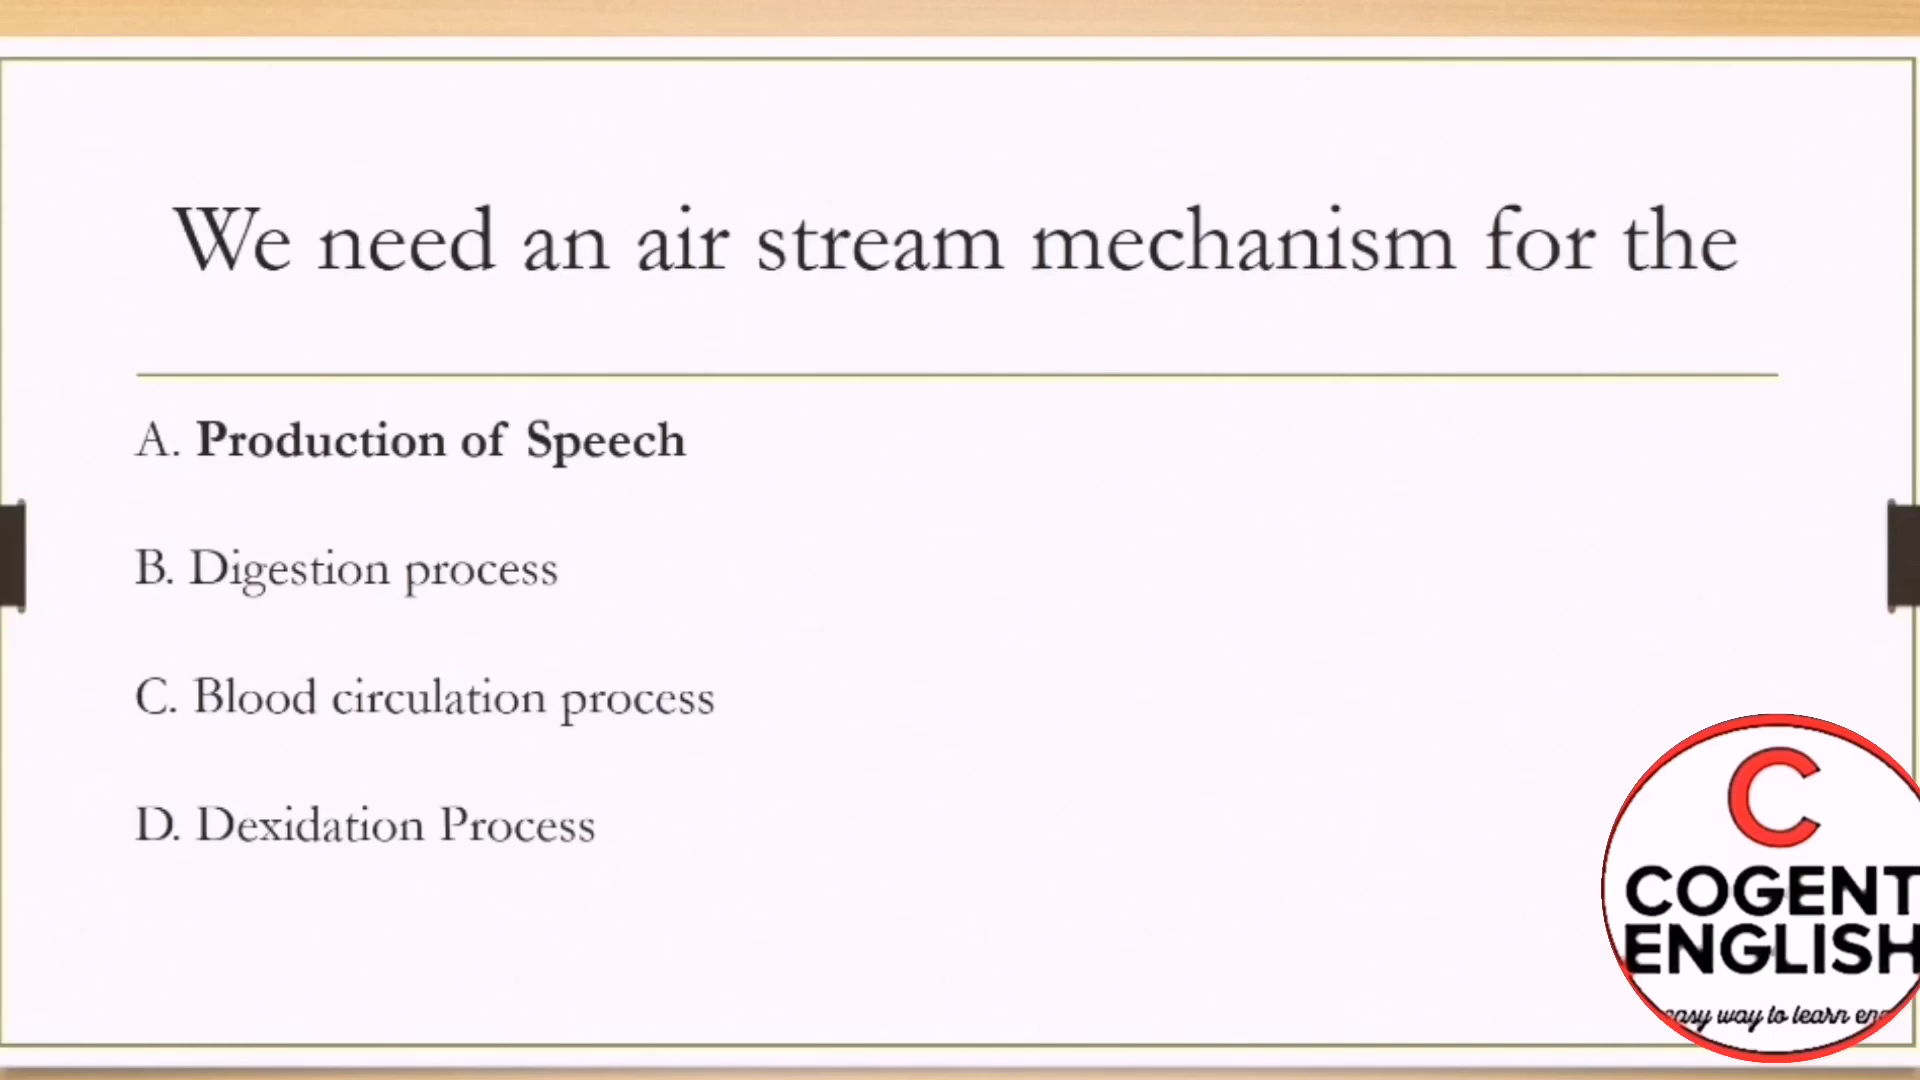 We need an air stream mechanism for the
A. Production of Speech
B. Digestion process
C. Blood circulation process
D. Dexidation Process
C
COGENT
ENGLISH
easy way to learn